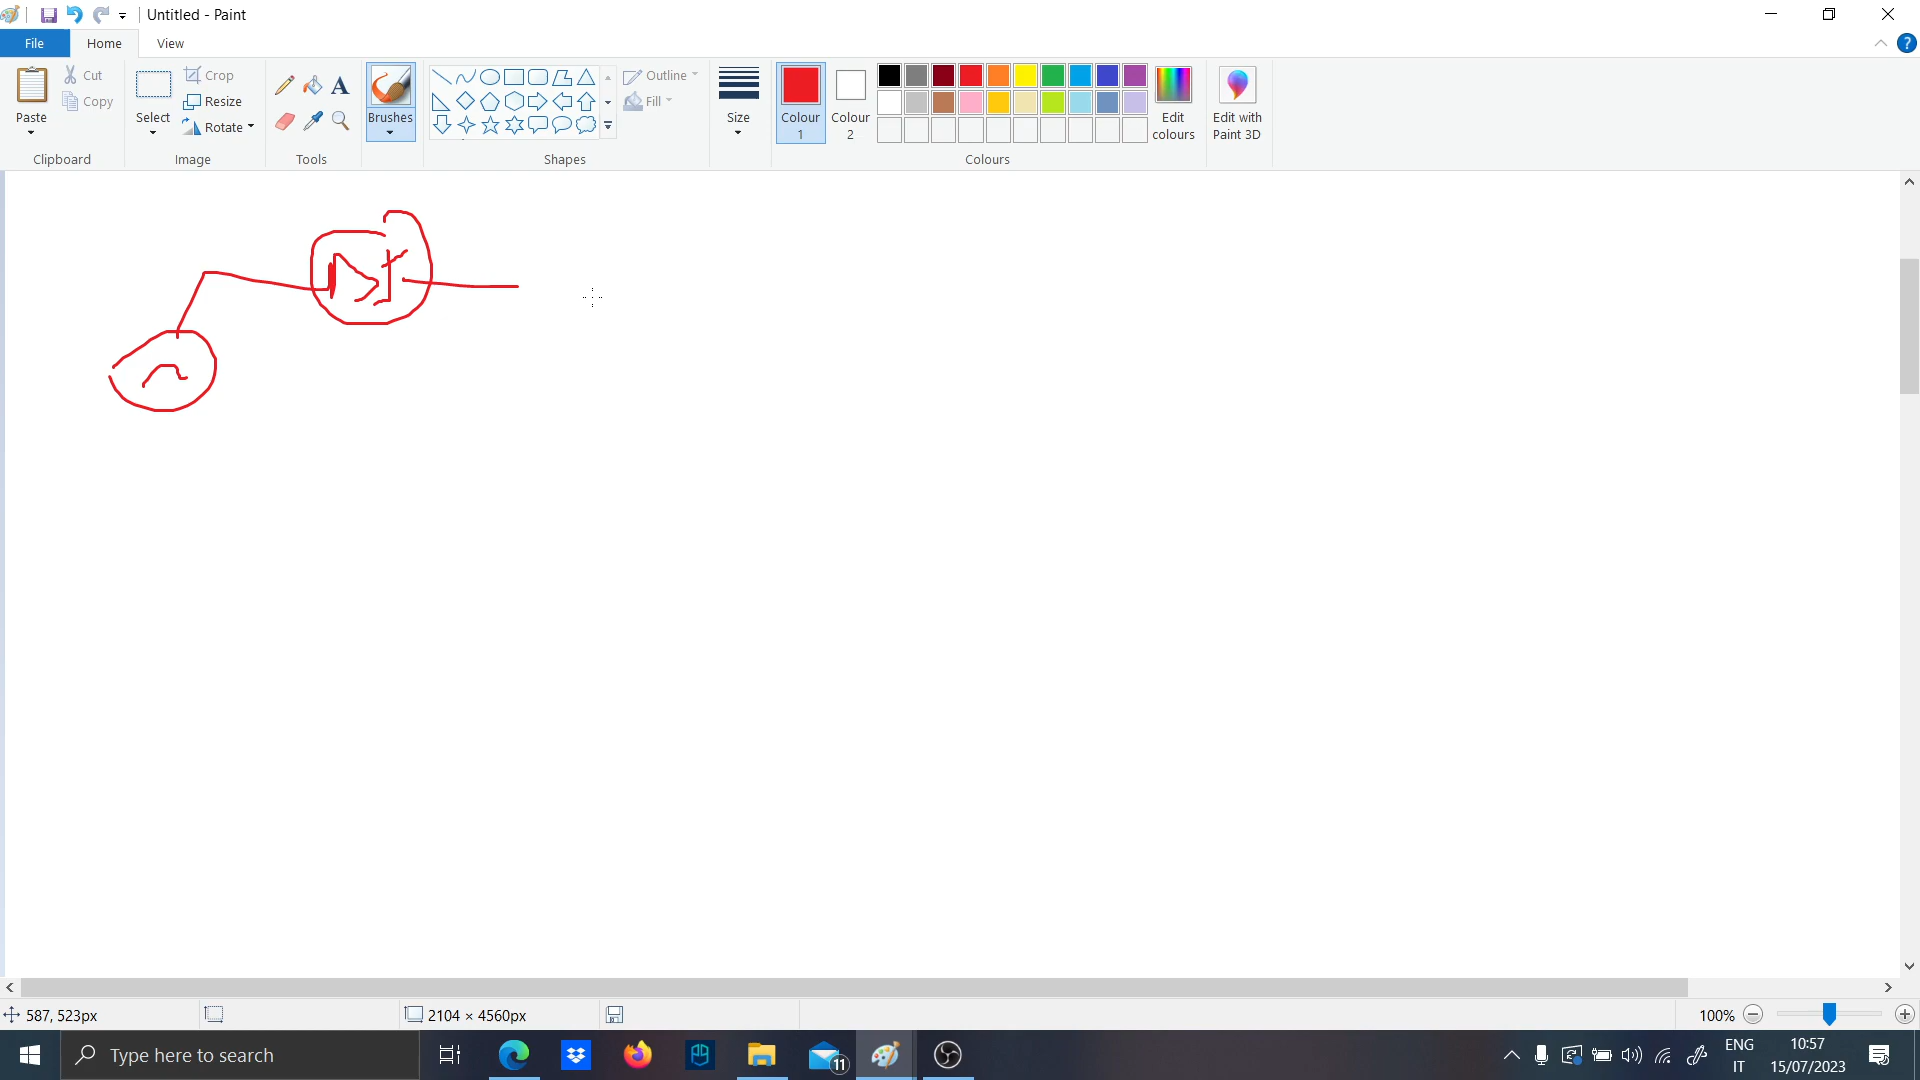 Untitled - Paint
File
Home
View
Paste
Cut
Copy
Clipboard
Select
Crop
Resize
Rotate
Image
A
Tools
Brushes
Outline
Fill
Shapes
Size
Colour
1
Colour
2
Edit
colours
Colours
Edit with
Paint 3D
?
587, 523px
2104 × 4560px
100%
Type here to search
11
ENG
IT
10:57
15/07/2023